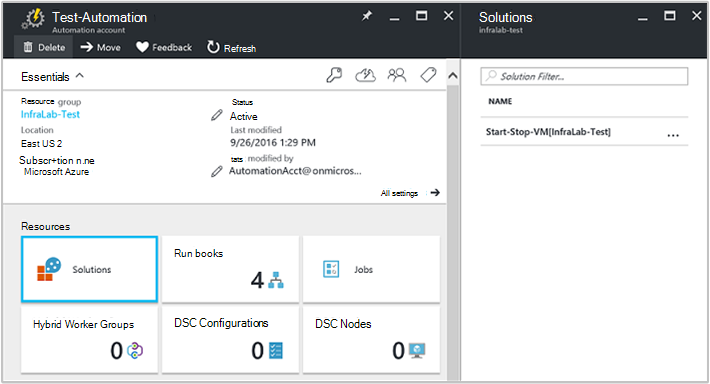 Test-Automation
Automation account
Delete
Move
Feedback
Refresh
Essentials
Resource group
InfraLab-Test
Location
East US 2
Subscr+tion n.ne
Microsoft Azure
Status
Active
Last modified
9/26/2016 1:29 PM
tats modified by
AutomationAcct@onmicros...
All settings
Resources
Solutions
Run books
4
Jobs
Hybrid Worker Groups
0
DSC Configurations
0
DSC Nodes
0
Solutions
infralab-test
Solution Filter...
NAME
Start-Stop-VM[InfraLab-Test]
...